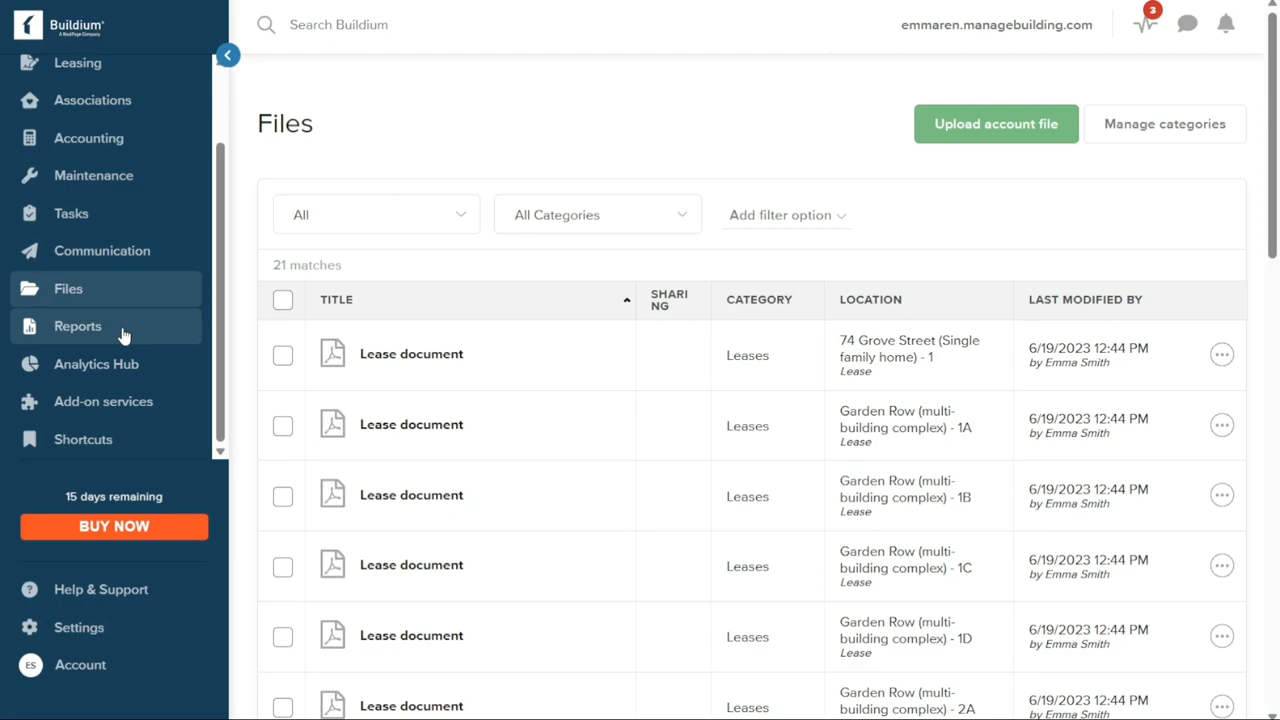 Buildium®
A RealPage Company
Search Buildium
emmaren.managebuilding.com
3
Leasing
Associations
Accounting
Maintenance
Tasks
Communication
Files
Reports
Analytics Hub
Add-on services
Shortcuts
15 days remaining
BUY NOW
Help & Support
Settings
ES Account
Files
Upload account file
Manage categories
All
All Categories
Add filter option
21 matches
TITLE
SHARI
NG
CATEGORY
LOCATION
LAST MODIFIED BY
Lease document
Leases
74 Grove Street (Single
family home) - 1
Lease
6/19/2023 12:44 PM
by Emma Smith
Lease document
Leases
Garden Row (multi-
building complex) - 1A
Lease
6/19/2023 12:44 PM
by Emma Smith
Lease document
Leases
Garden Row (multi-
building complex) - 1B
Lease
6/19/2023 12:44 PM
by Emma Smith
Lease document
Leases
Garden Row (multi-
building complex) - 1C
Lease
6/19/2023 12:44 PM
by Emma Smith
Lease document
Leases
Garden Row (multi-
building complex) - 1D
Lease
6/19/2023 12:44 PM
by Emma Smith
Lease document
Leases
Garden Row (multi-
building complex) - 2A
6/19/2023 12:44 PM
by Emma Smith